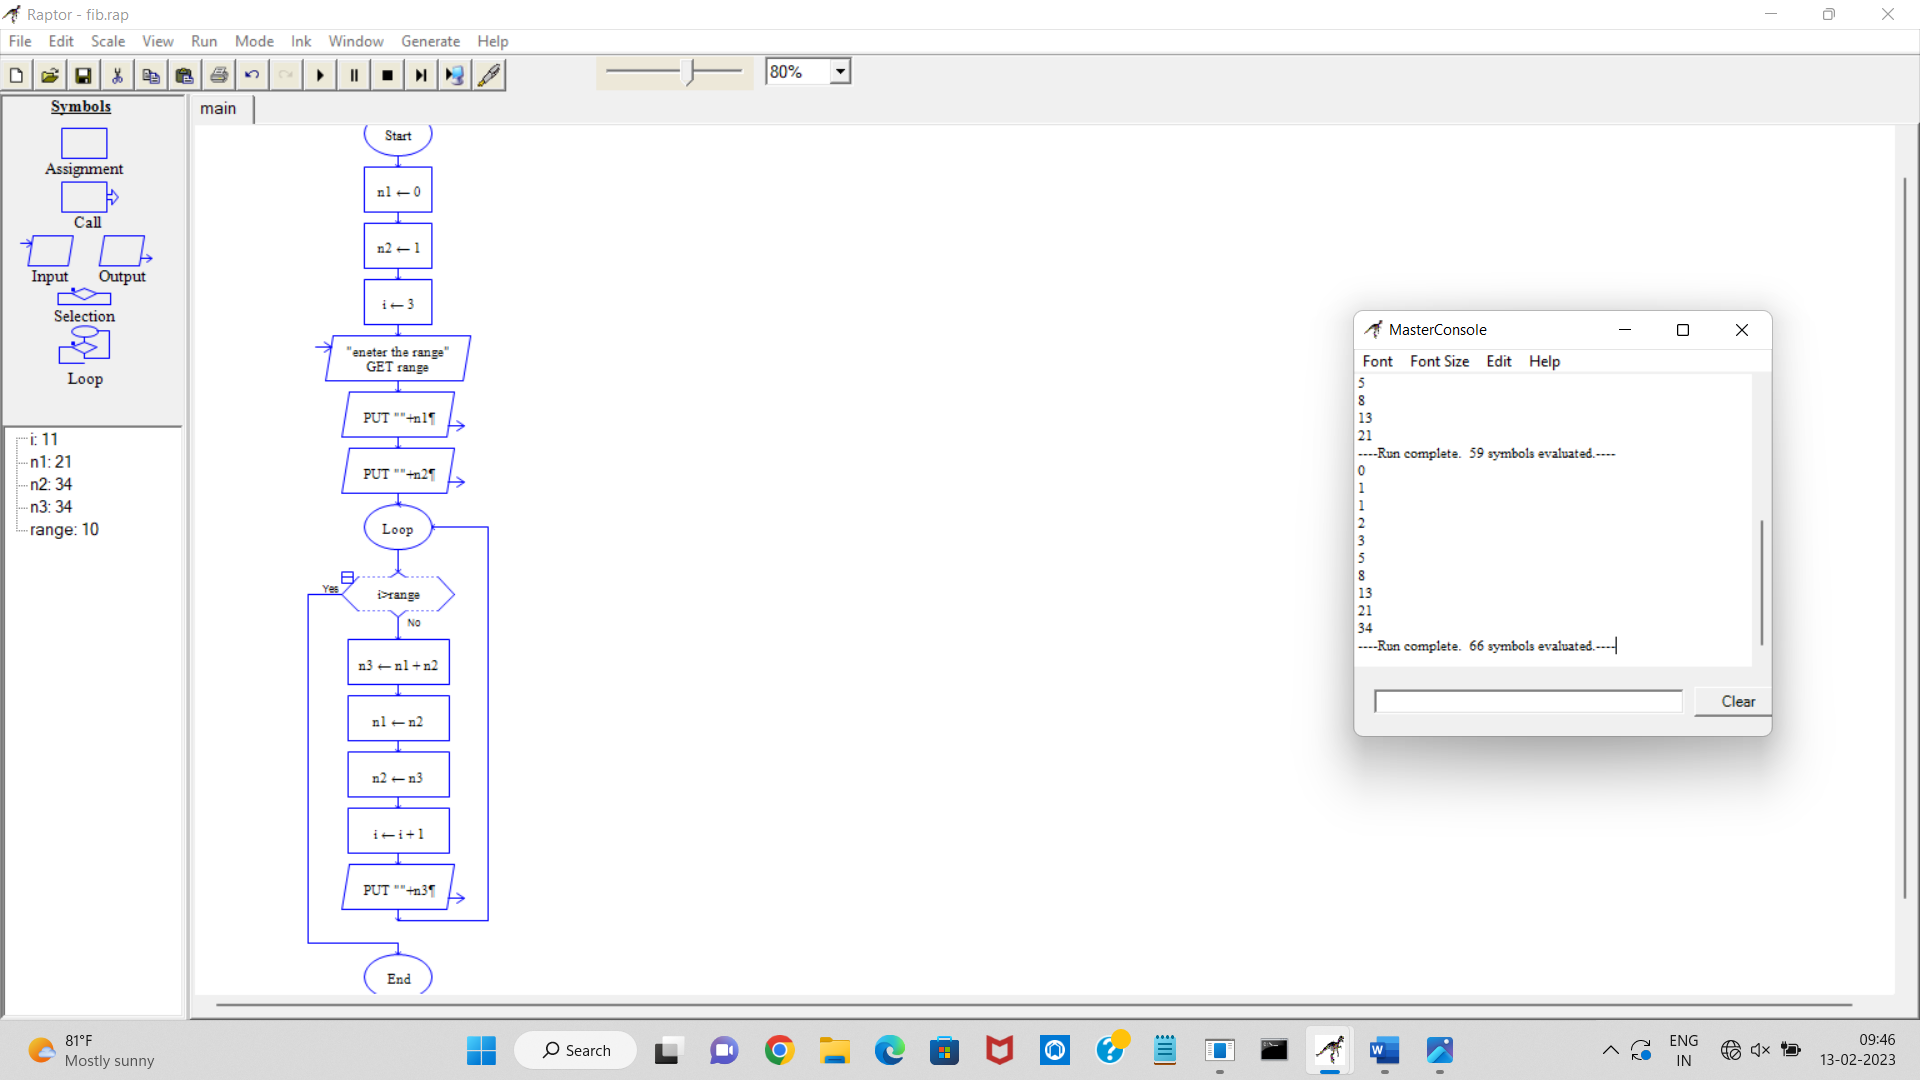 Raptor - fib.rap
File Edit Scale View Run Mode Ink Window Generate Help
80%
Symbols
Assignment
Call
Input Output
Selection
Loop
i: 11
n1: 21
n2: 34
n3: 34
range: 10
main
Start
n1 ← 0
n2 ← 1
i ← 3
"eneter the range"
GET range
PUT ""+n1¶
PUT ""+n2¶
Loop
Yes
i>range
No
n3 ← n1 + n2
n1 ← n2
n2 ← n3
i ← i + 1
PUT ""+n3¶
End
MasterConsole
Font Font Size Edit Help
5
8
13
21
----Run complete.  59 symbols evaluated.----
0
1
1
2
3
5
8
13
21
34
----Run complete.  66 symbols evaluated.----
Clear
81°F
Mostly sunny
Search
W
ENG
IN
09:46
13-02-2023